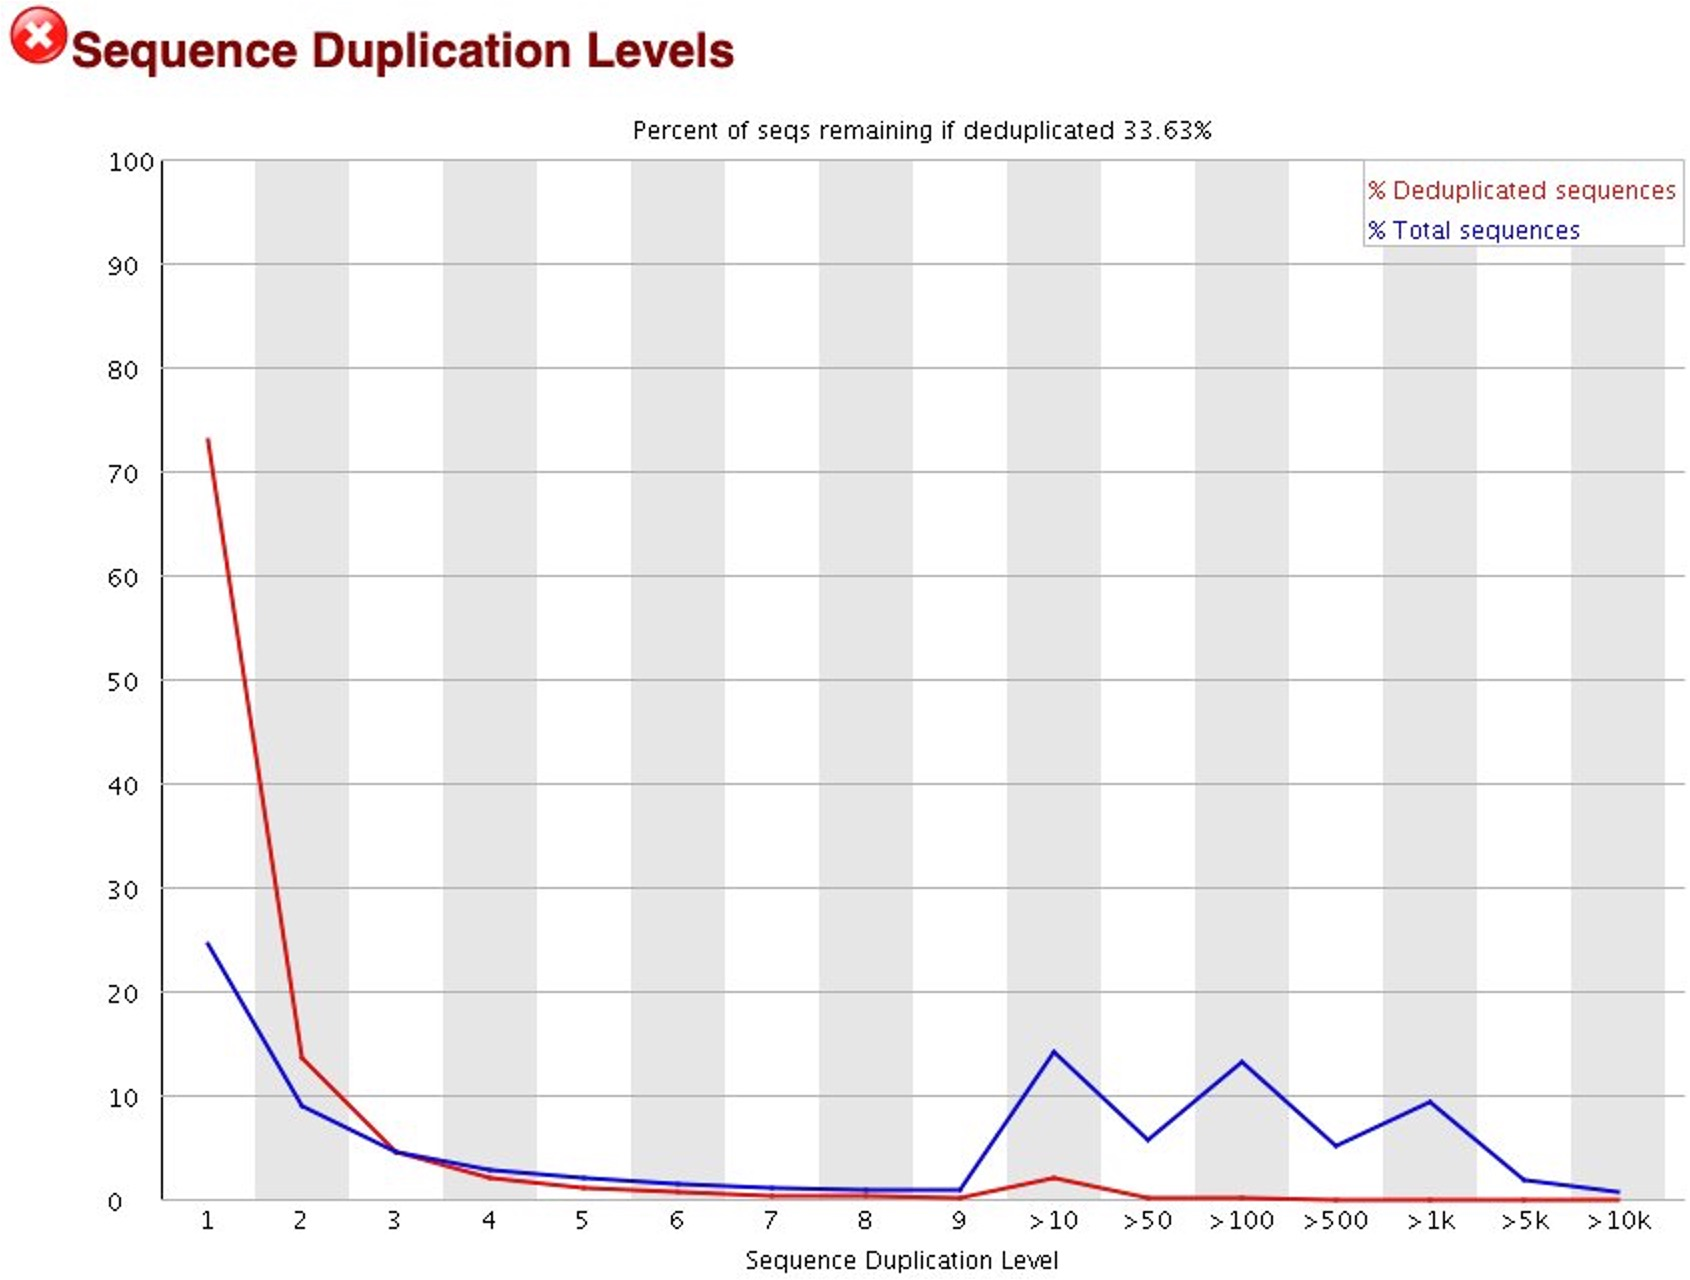 Sequence Duplication Levels
Percent of seqs remaining if deduplicated 33.63%
% Deduplicated sequences
% Total sequences
100
90
80
70
60
50
40
30
20
10
0
1 2 3 4 5 6 7 8 9 >10 >50 >100 >500 >1k >5k >10k
Sequence Duplication Level